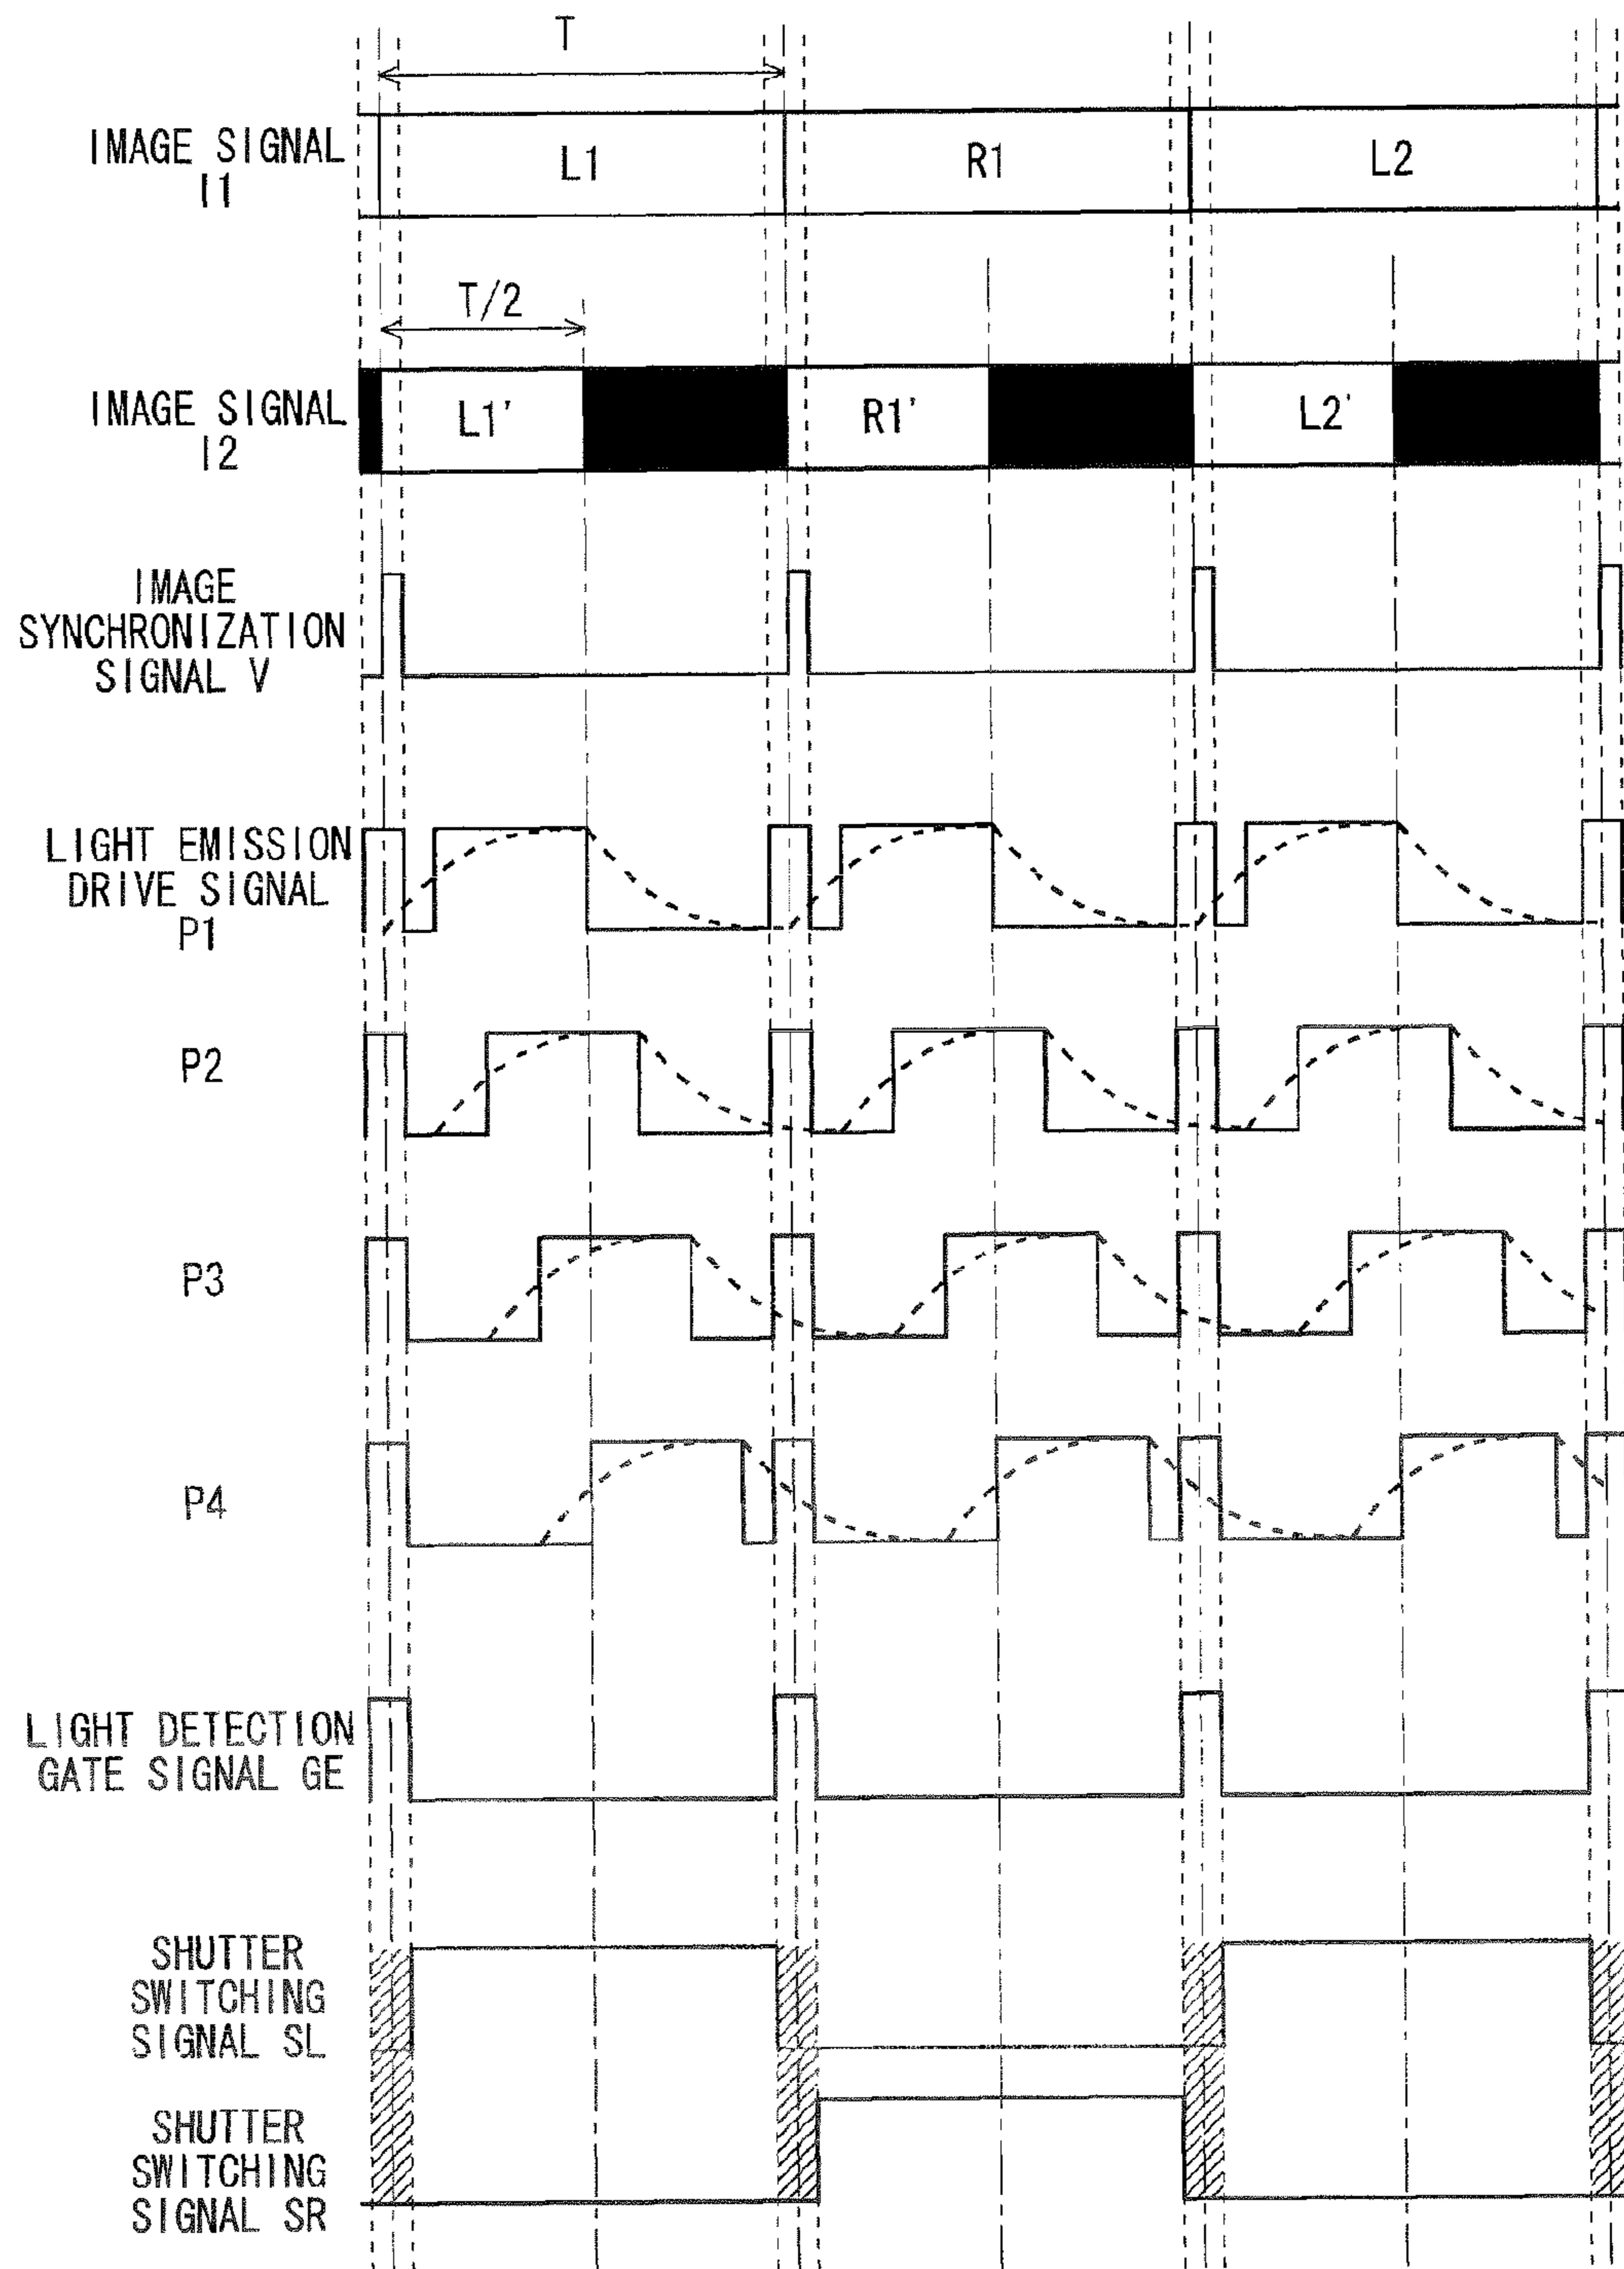 T
IMAGE SIGNAL
I1
L1
R1
L2
T/2
IMAGE SIGNAL
I2
L1'
R1'
L2'
IMAGE
SYNCHRONIZATION
SIGNAL V
LIGHT EMISSION
DRIVE SIGNAL
P1
P2
P3
P4
LIGHT DETECTION
GATE SIGNAL GE
SHUTTER
SWITCHING
SIGNAL SL
SHUTTER
SWITCHING
SIGNAL SR